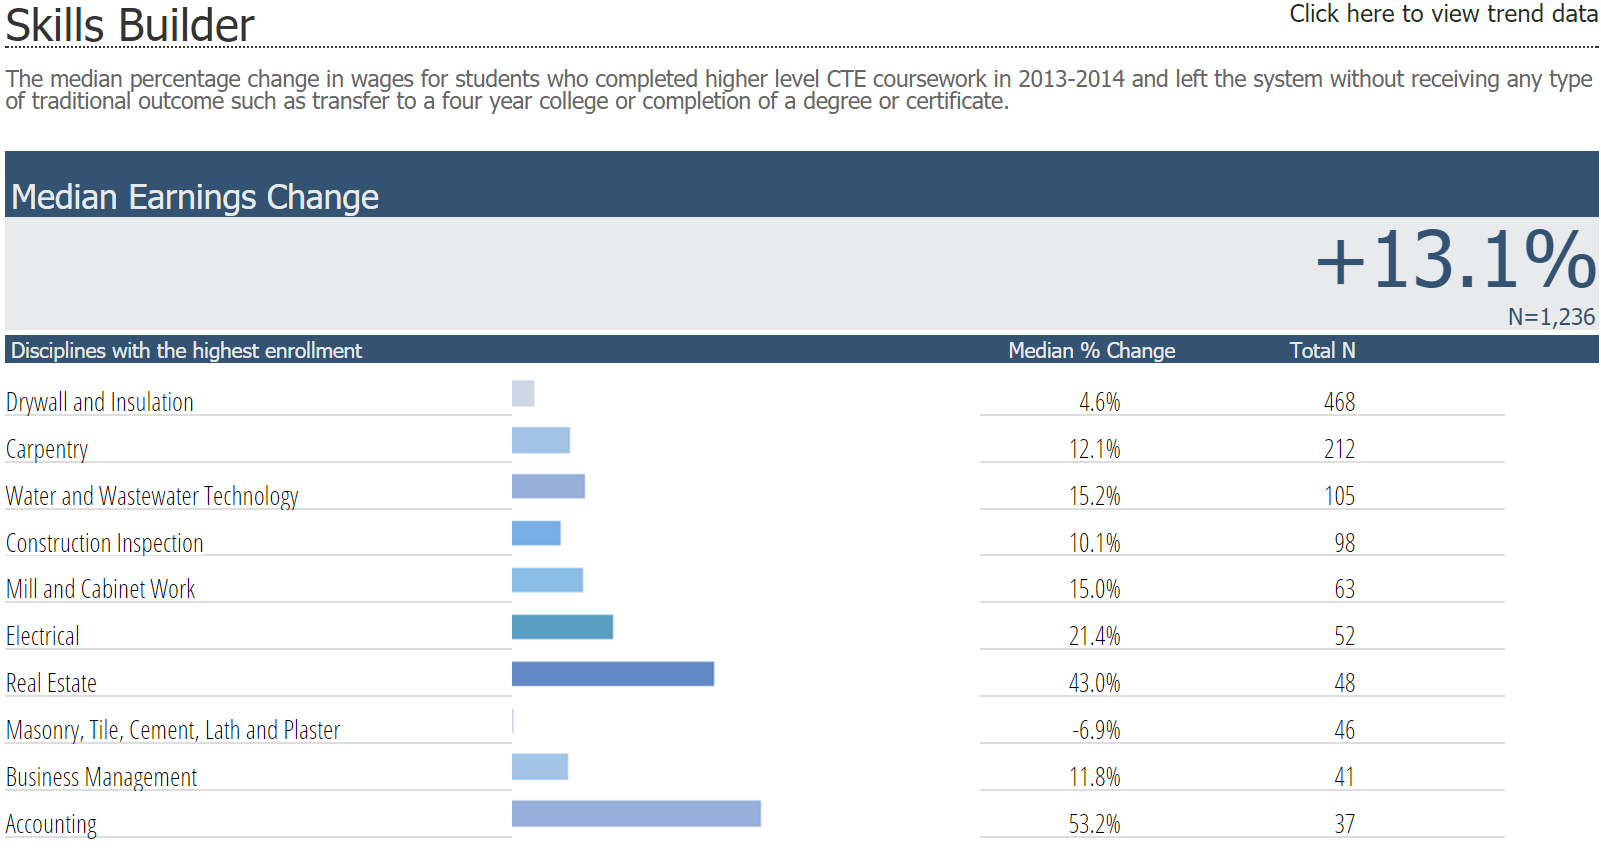 Skills Builder
Click here to view trend data
The median percentage change in wages for students who completed higher level CTE coursework in 2013-2014 and left the system without receiving any type
of traditional outcome such as transfer to a four year college or completion of a degree or certificate.
Median Earnings Change
+13.1%
N=1,236
Disciplines with the highest enrollment Median % Change Total N
Drywall and Insulation 4.6% 468
Carpentry 12.1% 212
Water and Wastewater Technology 15.2% 105
Construction Inspection 10.1% 98
Mill and Cabinet Work 15.0% 63
Electrical 21.4% 52
Real Estate 43.0% 48
Masonry, Tile, Cement, Lath and Plaster -6.9% 46
Business Management 11.8% 41
Accounting 53.2% 37